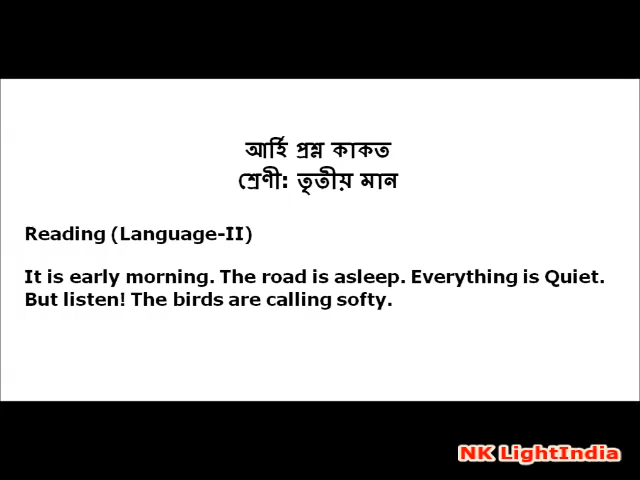 আৰ্হি প্ৰশ্ন কাকত
শ্ৰেণী: তৃতীয় মান
Reading (Language-II)
It is early morning. The road is asleep. Everything is Quiet.
But listen! The birds are calling softy.
NK LightIndia